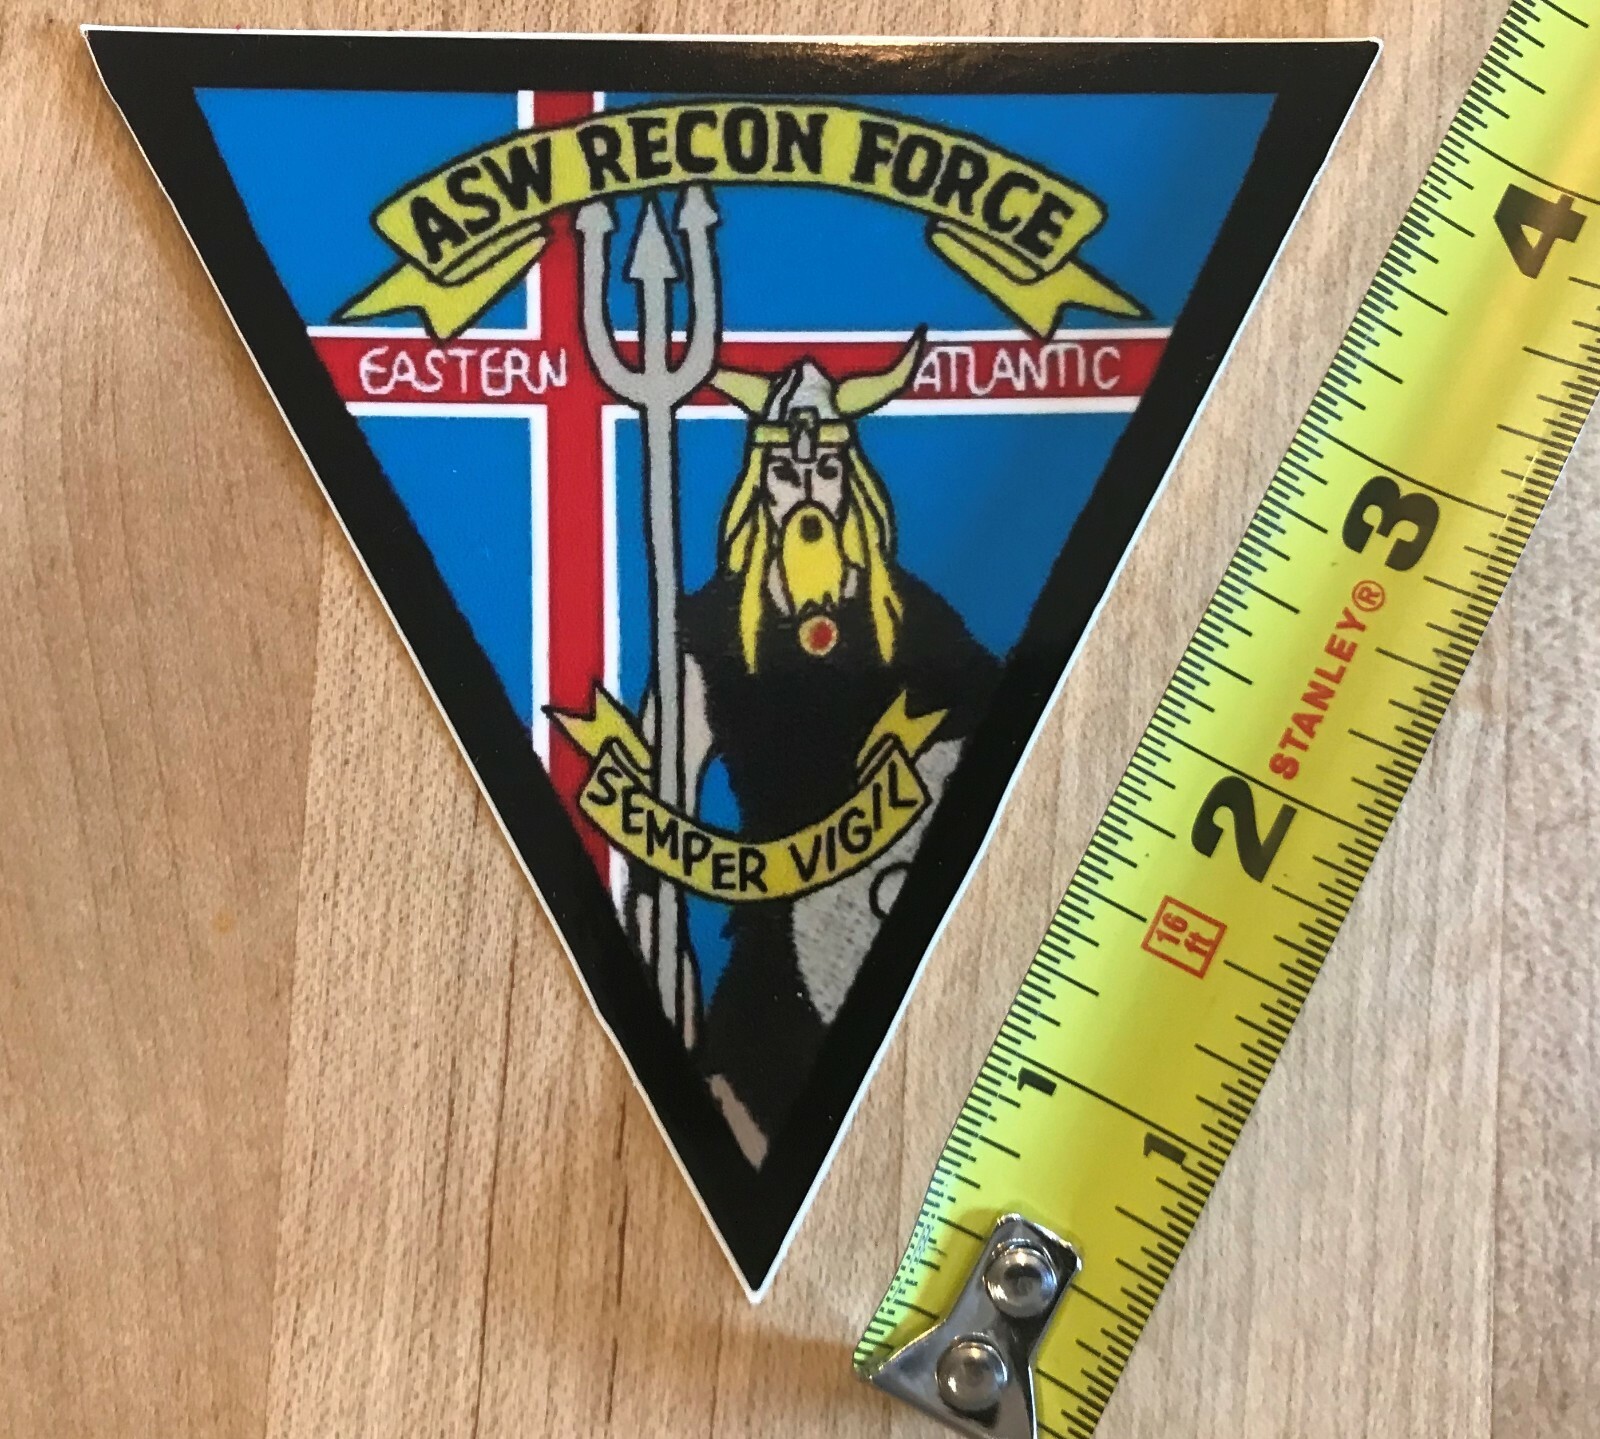 ASW RECON FORCE
EASTERN ATLANTIC
SEMPER VIGIL
4
3
STANLEY®
2
16 ft
1
1